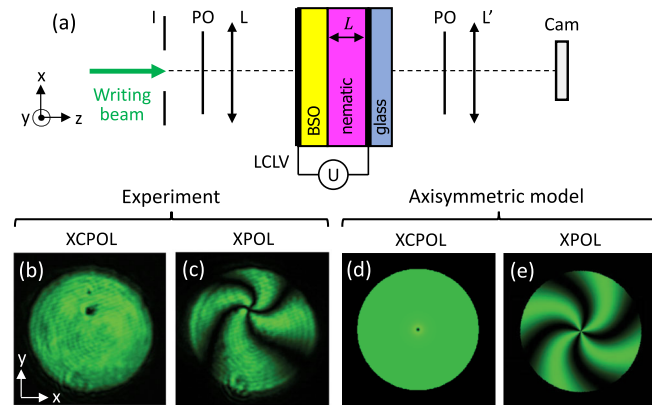 (a)
I
PO
L
L
PO
L'
Cam
x
y
z
Writing
beam
BSO
nematic
glass
LCLV
U
Experiment
Axisymmetric model
XCPOL
XPOL
XCPOL
XPOL
(b)
(c)
(d)
(e)
y
x